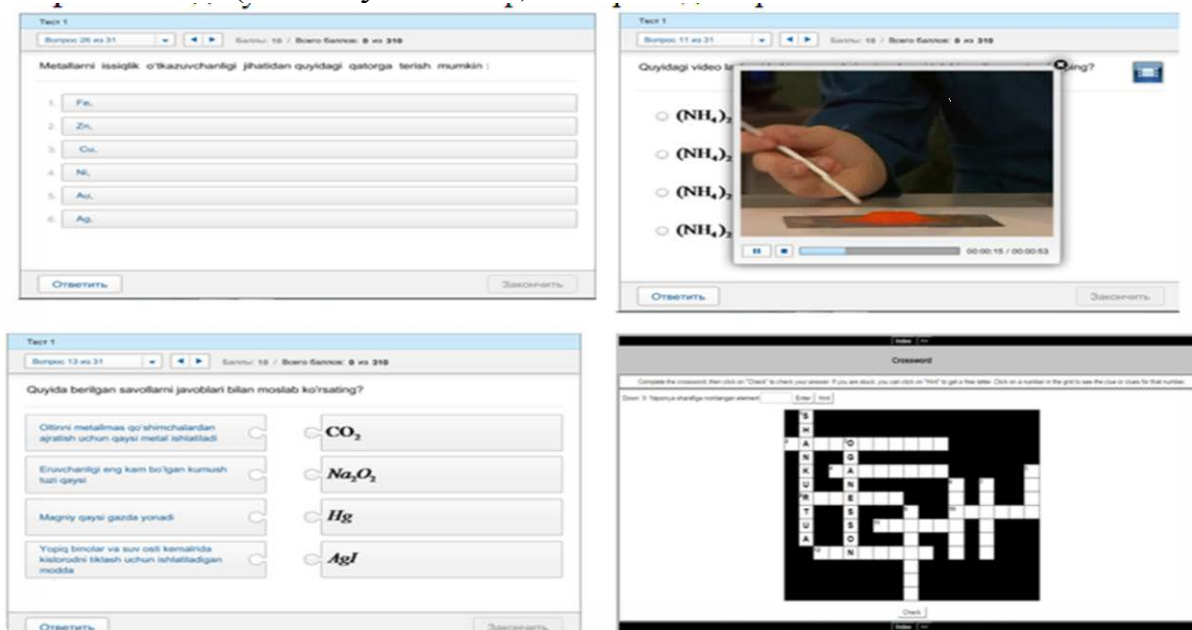 Тест 1
Вопрос 26 из 31
Баллы: 10 / Всего баллов: 0 из 310
Metallarni issiqlik o'tkazuvchanligi jihatidan quyidagi qatorga terish mumkin :
1. Fe,
2. Zn,
3. Cu,
4. Ni,
5. Au,
6. Ag,
Ответить
Закончить
Тест 1
Вопрос 11 из 31
Баллы: 10 / Всего баллов: 0 из 310
Quyidagi video
ping?
(NH₄)₂
(NH₄)₂
(NH₄)₂
(NH₄)₂
00:00:15 / 00:00:53
Ответить
Закончить
Тест 1
Вопрос 13 из 31
Баллы: 10 / Всего баллов: 0 из 310
Quyida berilgan savollarni javoblari bilan moslab ko'rsating?
Oltinni metallmas qo'shimchalardan
ajratish uchun qaysi metal ishlatiladi
CO₂
Eruvchanligi eng kam bo'lgan kumush
tuzi qaysi
Na₂O₂
Magniy qaysi gazda yonadi
Hg
Yopiq binolar va suv osti kemalrida
kislorodni tiklash uchun ishlatiladigan
modda
AgI
Ответить
Закончить
Index
Crossword
Complete the crossword, then click on "Check" to check your answer. If you are stuck, you can click on "Hint" to get a free letter. Click on a number in the grid to see the clue or clues for that number.
Down: 3: Yaponiya sharafiga nomlangan element
Enter
Hint
S
H
A O
N G
K A
U N
R E
T S
U S
A O
N
Check
Index